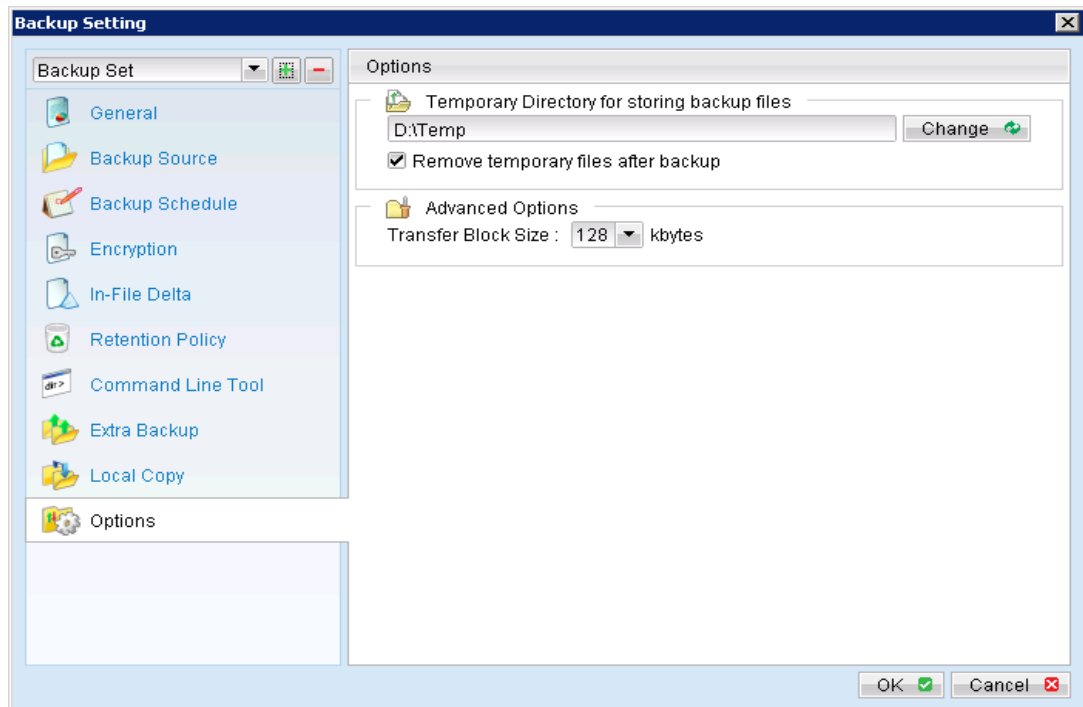 Backup Setting
Backup Set
General
Backup Source
Backup Schedule
Encryption
In-File Delta
Retention Policy
dir>
Command Line Tool
Extra Backup
Local Copy
Options
Options
Temporary Directory for storing backup files
D:\Temp
Change
Remove temporary files after backup
Advanced Options
Transfer Block Size : 128 kbytes
OK
Cancel